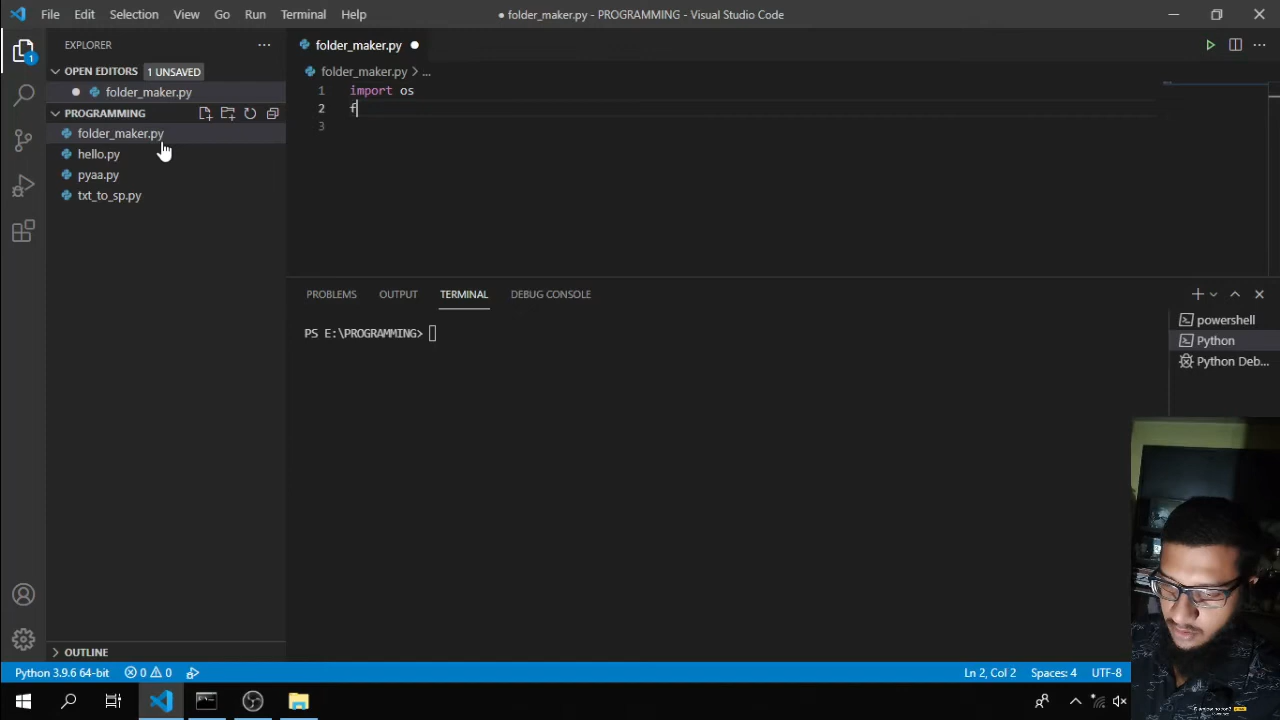 File Edit Selection View Go Run Terminal Help
● folder_maker.py - PROGRAMMING - Visual Studio Code
EXPLORER
OPEN EDITORS 1 UNSAVED
folder_maker.py
PROGRAMMING
folder_maker.py
hello.py
pyaa.py
txt_to_sp.py
OUTLINE
1
folder_maker.py
folder_maker.py > ...
1 import os
2 f
3
PROBLEMS OUTPUT TERMINAL DEBUG CONSOLE
PS E:\PROGRAMMING>
powershell
Python
Python Deb...
Python 3.9.6 64-bit 0 0
Ln 2, Col 2 Spaces: 4 UTF-8